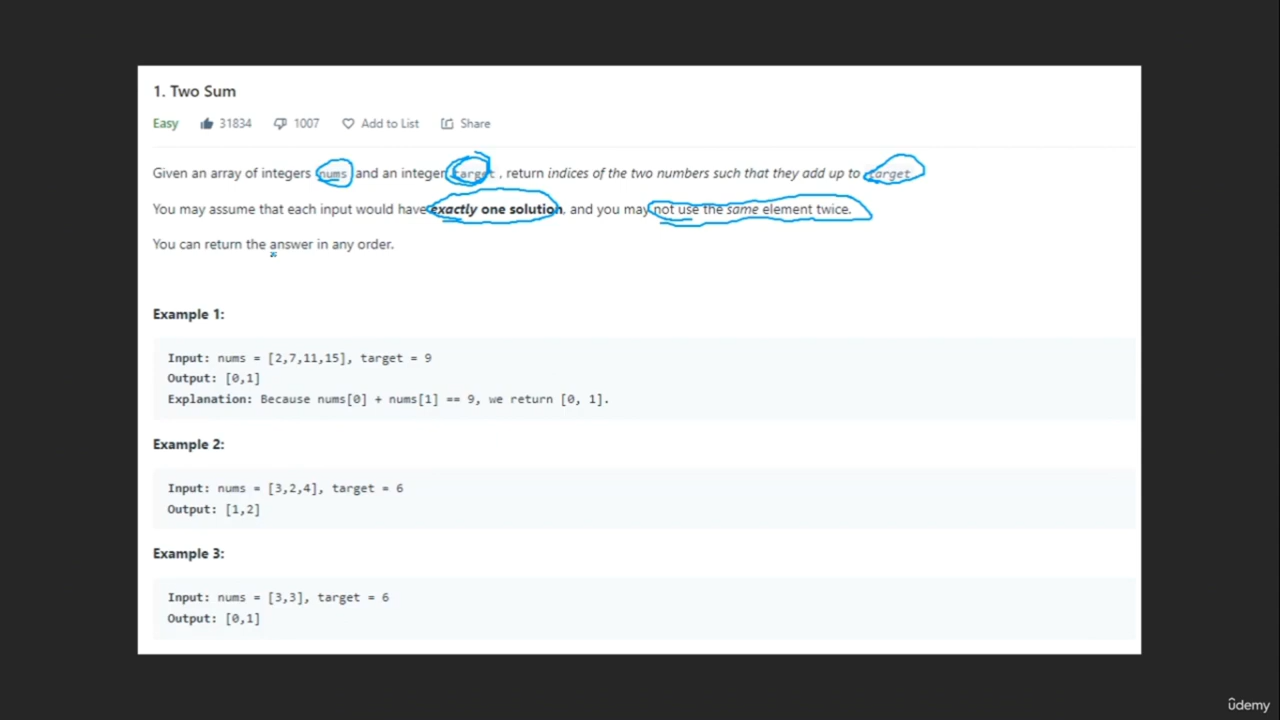 1. Two Sum
Easy 31834 1007 Add to List Share
Given an array of integers nums and an integer target , return indices of the two numbers such that they add up to target
You may assume that each input would have exactly one solution, and you may not use the same element twice.
You can return the answer in any order.
Example 1:
Input: nums = [2,7,11,15], target = 9
Output: [0,1]
Explanation: Because nums[0] + nums[1] == 9, we return [0, 1].
Example 2:
Input: nums = [3,2,4], target = 6
Output: [1,2]
Example 3:
Input: nums = [3,3], target = 6
Output: [0,1]
ûdemy